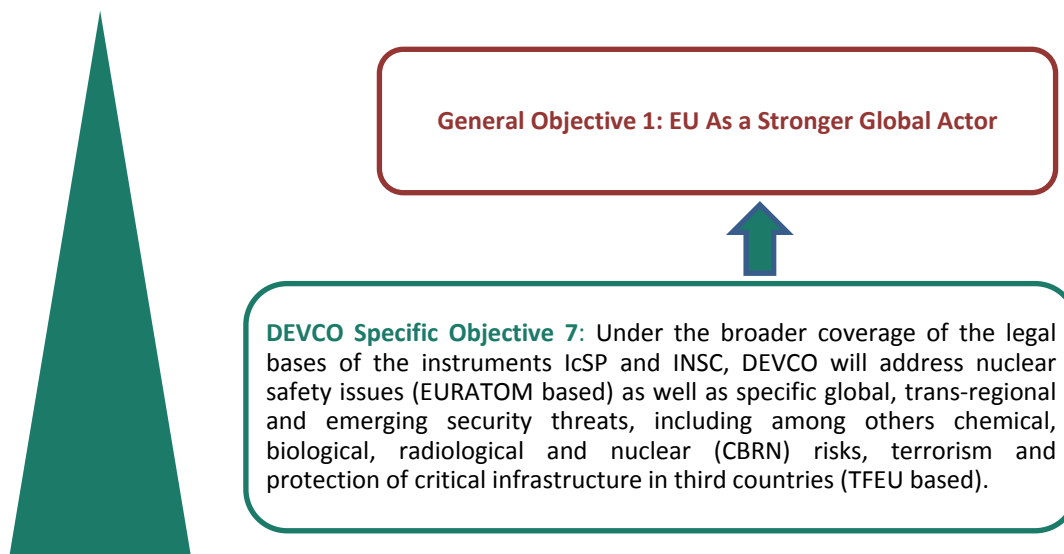 General Objective 1: EU As a Stronger Global Actor
DEVCO Specific Objective 7: Under the broader coverage of the legal
bases of the instruments IcSP and INSC, DEVCO will address nuclear
safety issues (EURATOM based) as well as specific global, trans-regional
and emerging security threats, including among others chemical,
biological, radiological and nuclear (CBRN) risks, terrorism and
protection of critical infrastructure in third countries (TFEU based).